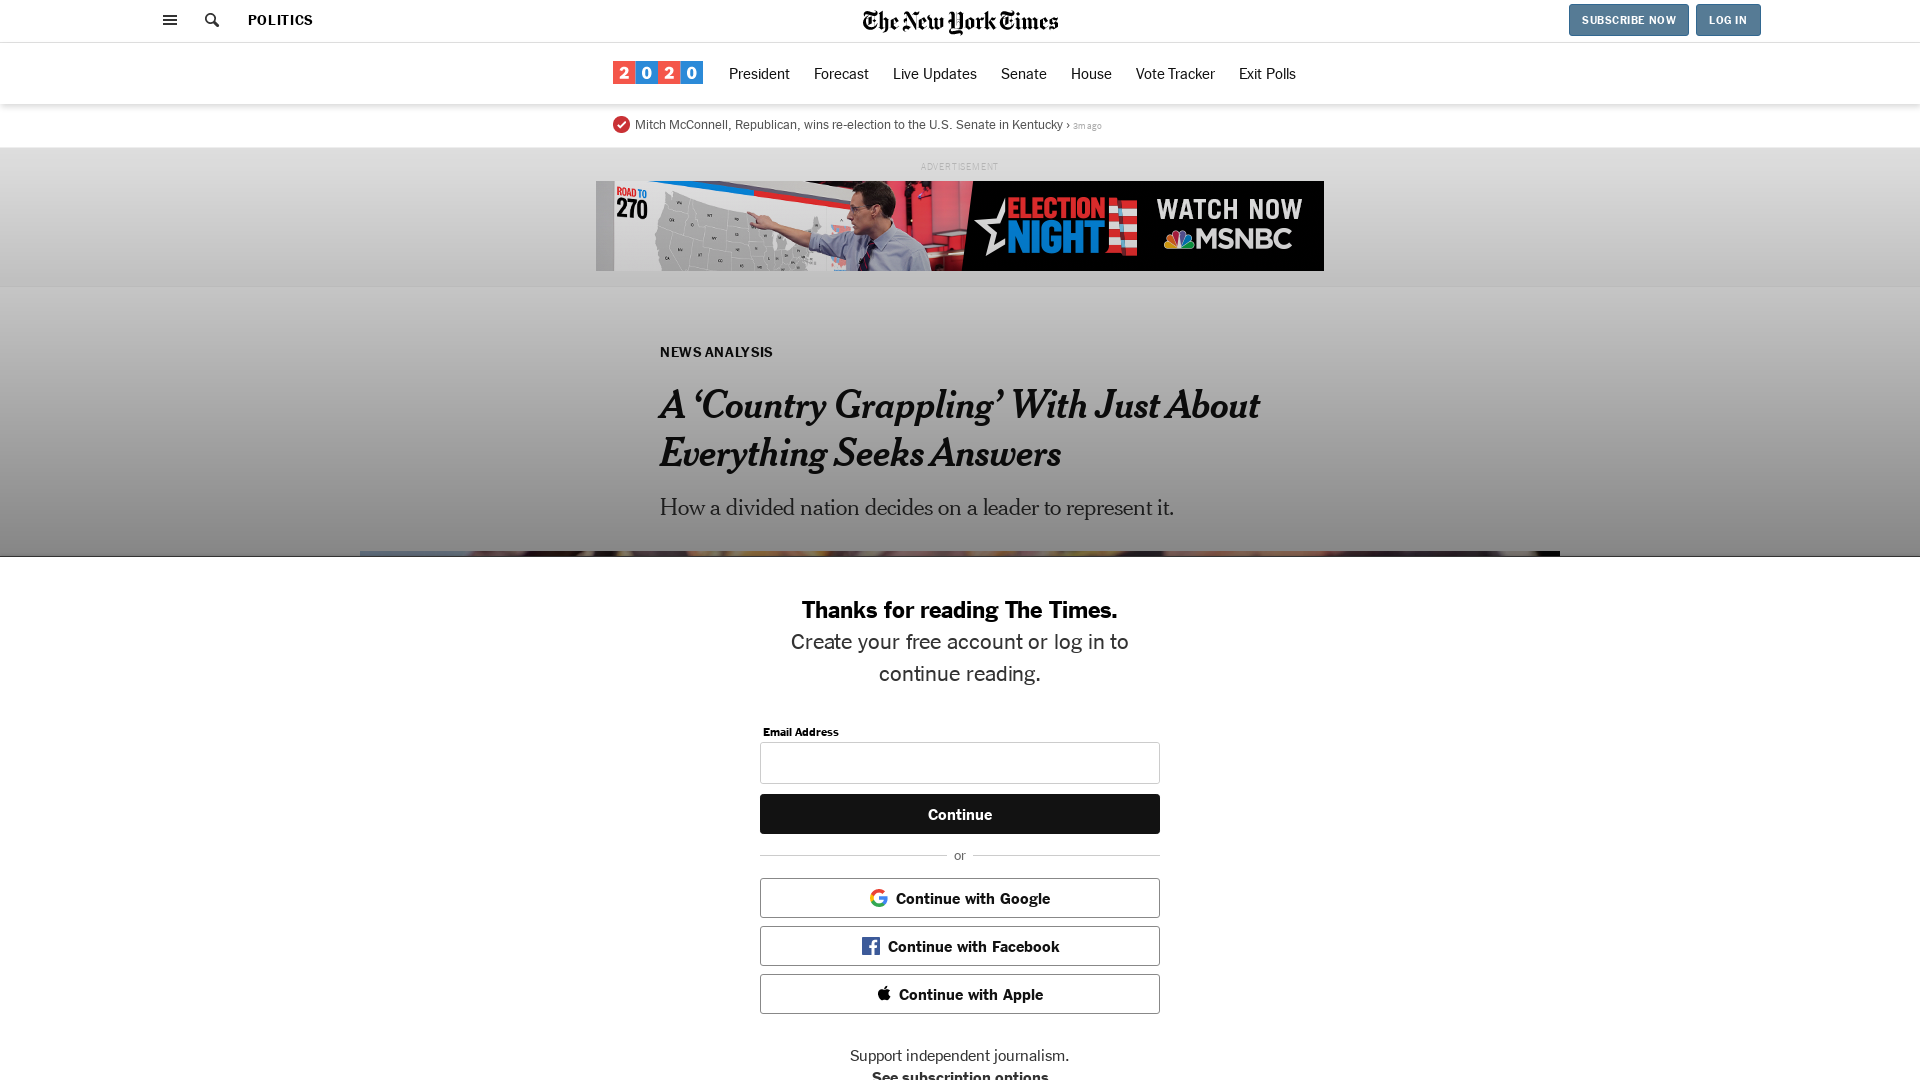 POLITICS
The New York Times
SUBSCRIBE NOW
LOG IN
2020
President
Forecast
Live Updates
Senate
House
Vote Tracker
Exit Polls
Mitch McConnell, Republican, wins re-election to the U.S. Senate in Kentucky › 3m ago
ADVERTISEMENT
ROAD TO
270
ELECTION
NIGHT
WATCH NOW
MSNBC
NEWS ANALYSIS
A ‘Country Grappling’ With Just About
Everything Seeks Answers
How a divided nation decides on a leader to represent it.
Thanks for reading The Times.
Create your free account or log in to
continue reading.
Email Address
Continue
or
Continue with Google
Continue with Facebook
Continue with Apple
Support independent journalism.
See subscription options